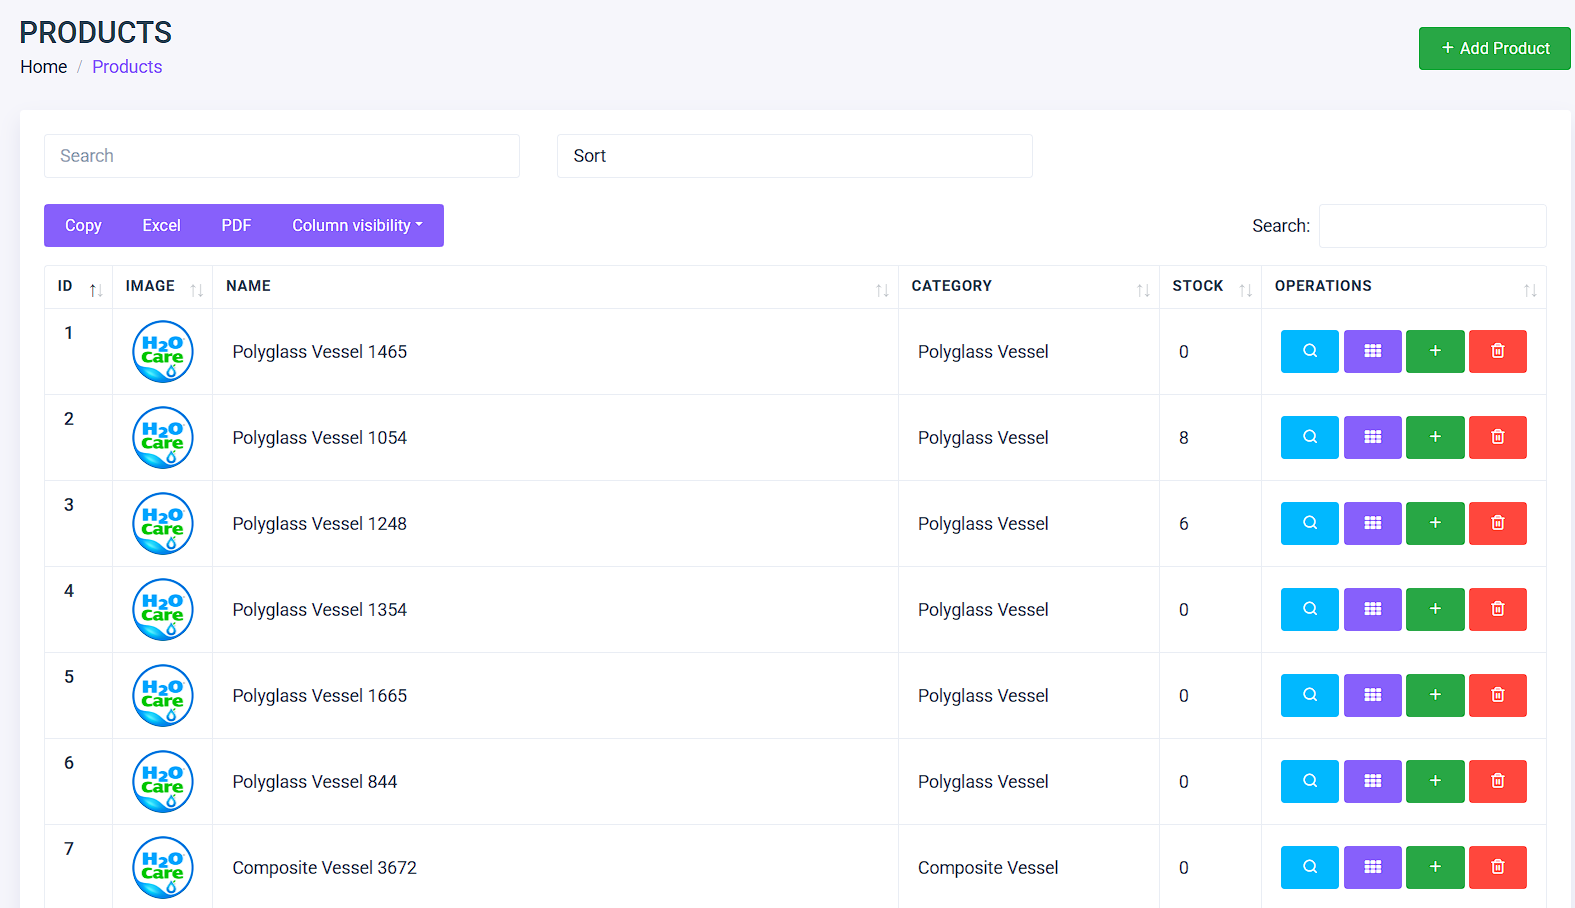 PRODUCTS
Home / Products
+ Add Product
Search
Sort
Copy Excel PDF Column visibility
Search:
ID IMAGE NAME CATEGORY STOCK OPERATIONS
1 H2O Care Polyglass Vessel 1465 Polyglass Vessel 0
2 H2O Care Polyglass Vessel 1054 Polyglass Vessel 8
3 H2O Care Polyglass Vessel 1248 Polyglass Vessel 6
4 H2O Care Polyglass Vessel 1354 Polyglass Vessel 0
5 H2O Care Polyglass Vessel 1665 Polyglass Vessel 0
6 H2O Care Polyglass Vessel 844 Polyglass Vessel 0
7 H2O Care Composite Vessel 3672 Composite Vessel 0